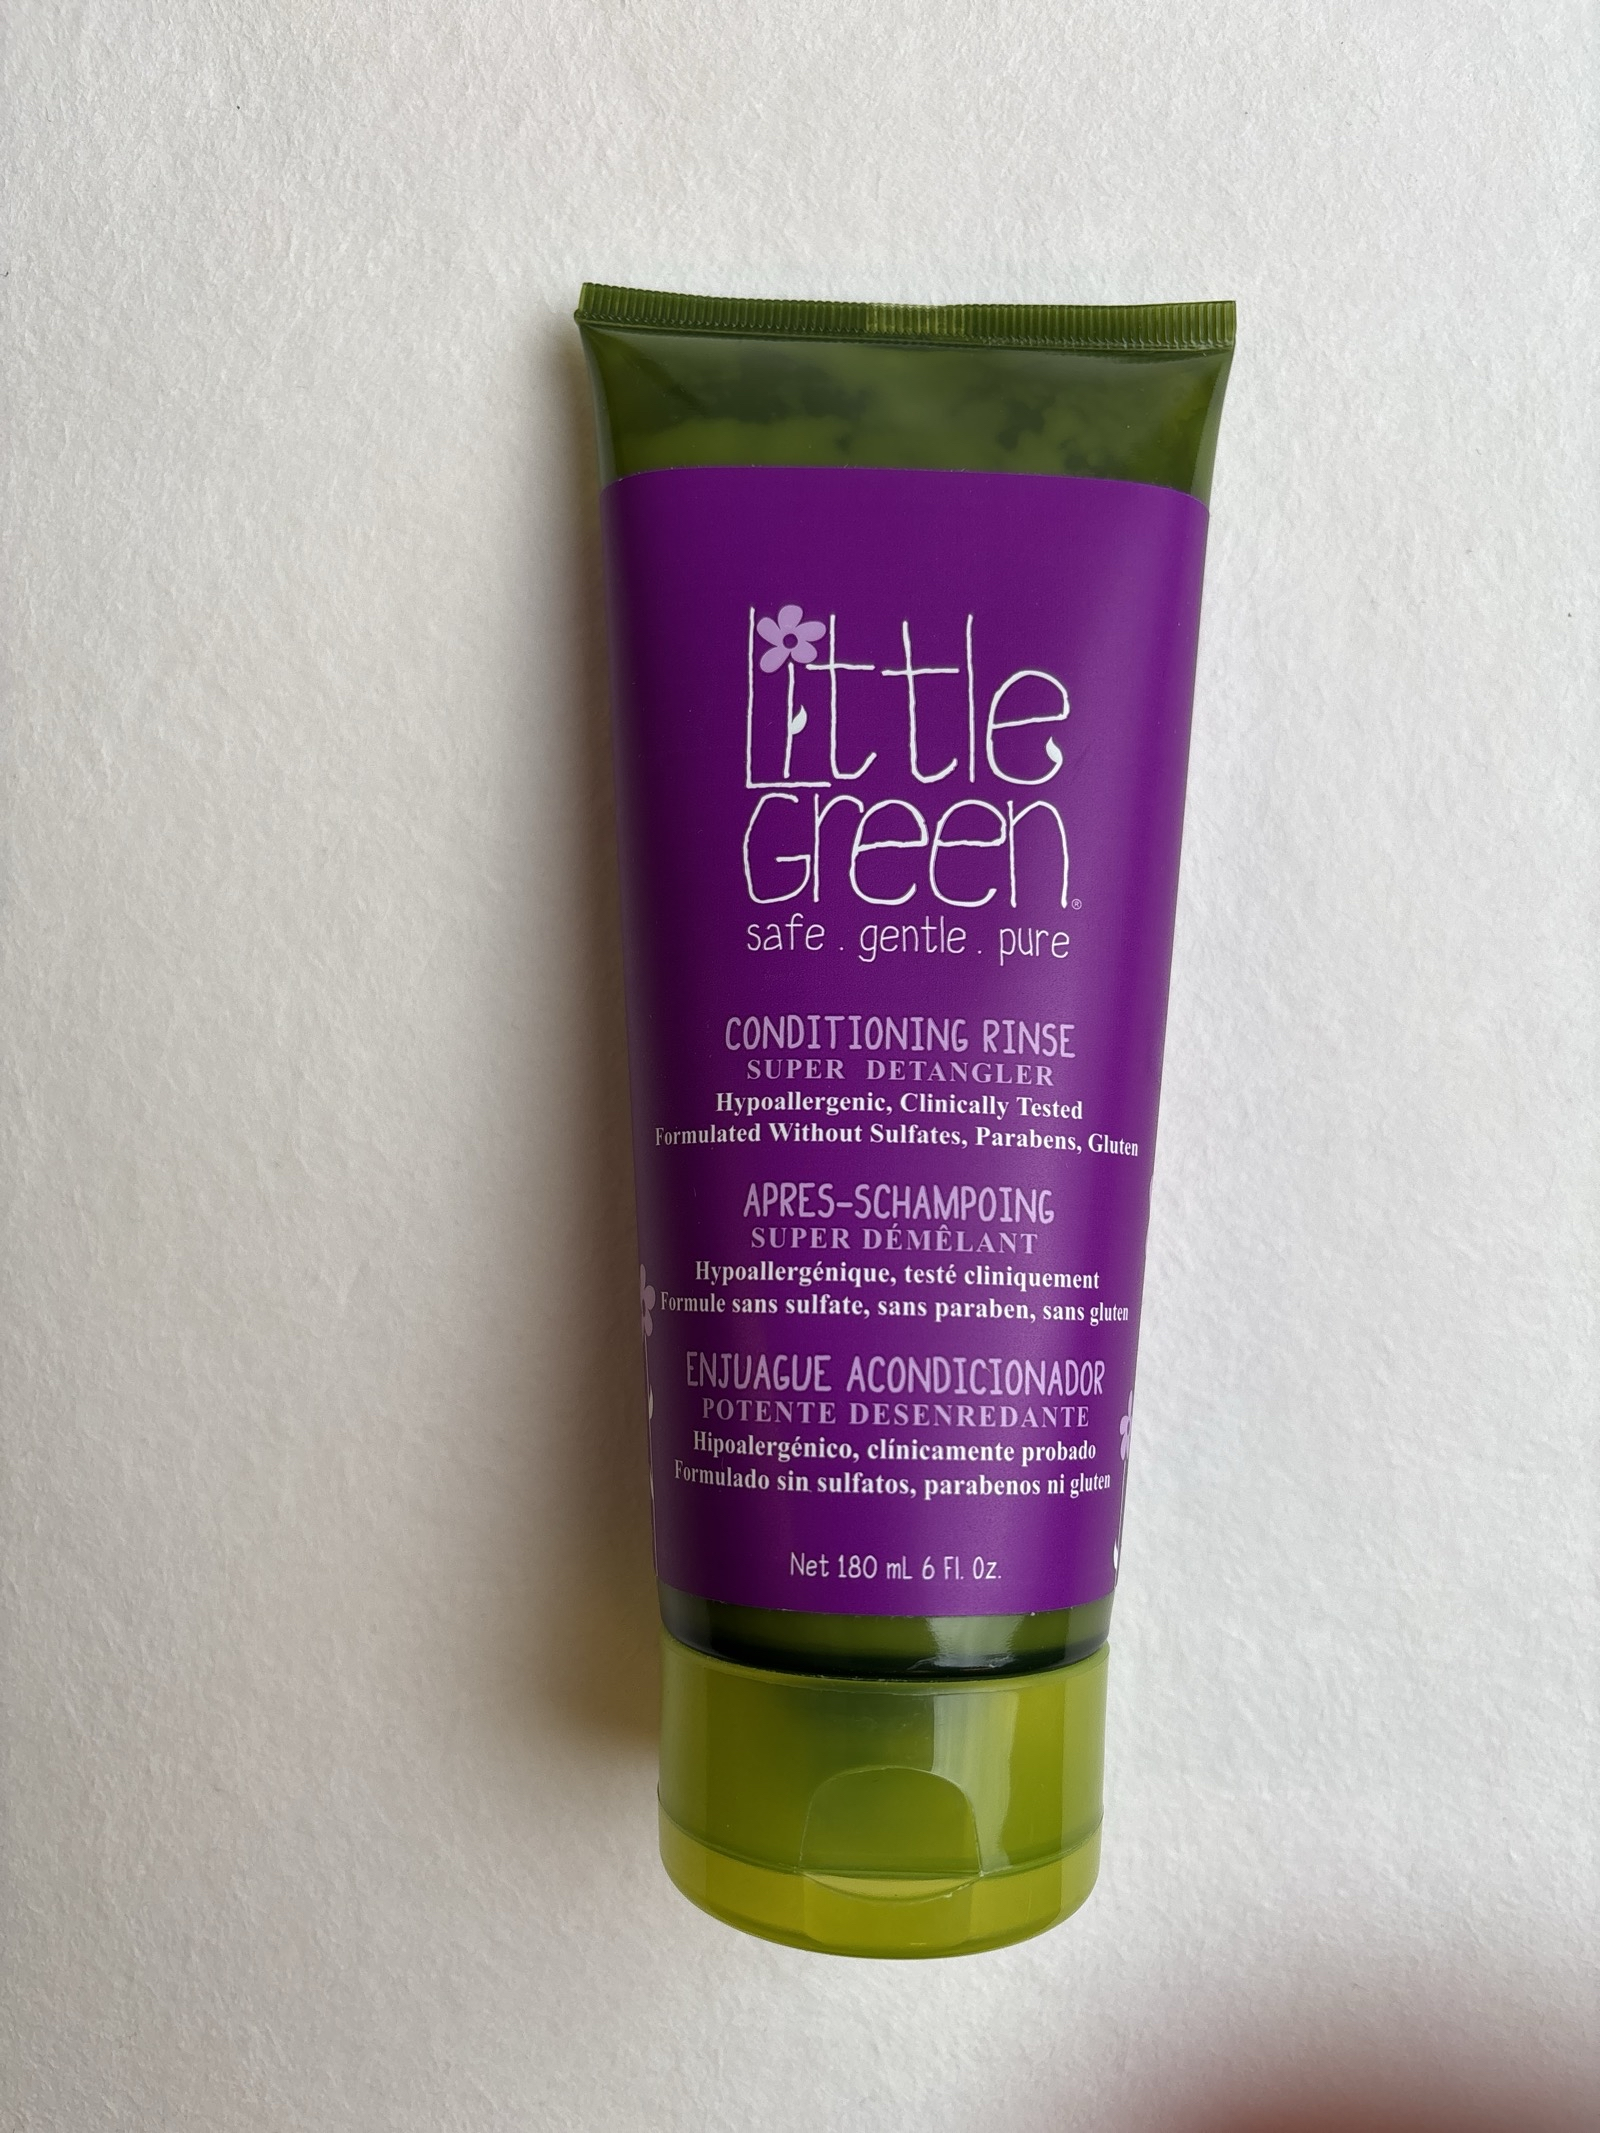 Little
Green®
safe . gentle . pure
CONDITIONING RINSE
SUPER DETANGLER
Hypoallergenic, Clinically Tested
Formulated Without Sulfates, Parabens, Gluten
APRES-SCHAMPOING
SUPER DÉMÊLANT
Hypoallergénique, testé cliniquement
Formule sans sulfate, sans paraben, sans gluten
ENJUAGUE ACONDICIONADOR
POTENTE DESENREDANTE
Hipoalergénico, clínicamente probado
Formulado sin sulfatos, parabenos ni gluten
Net 180 mL 6 Fl. Oz.